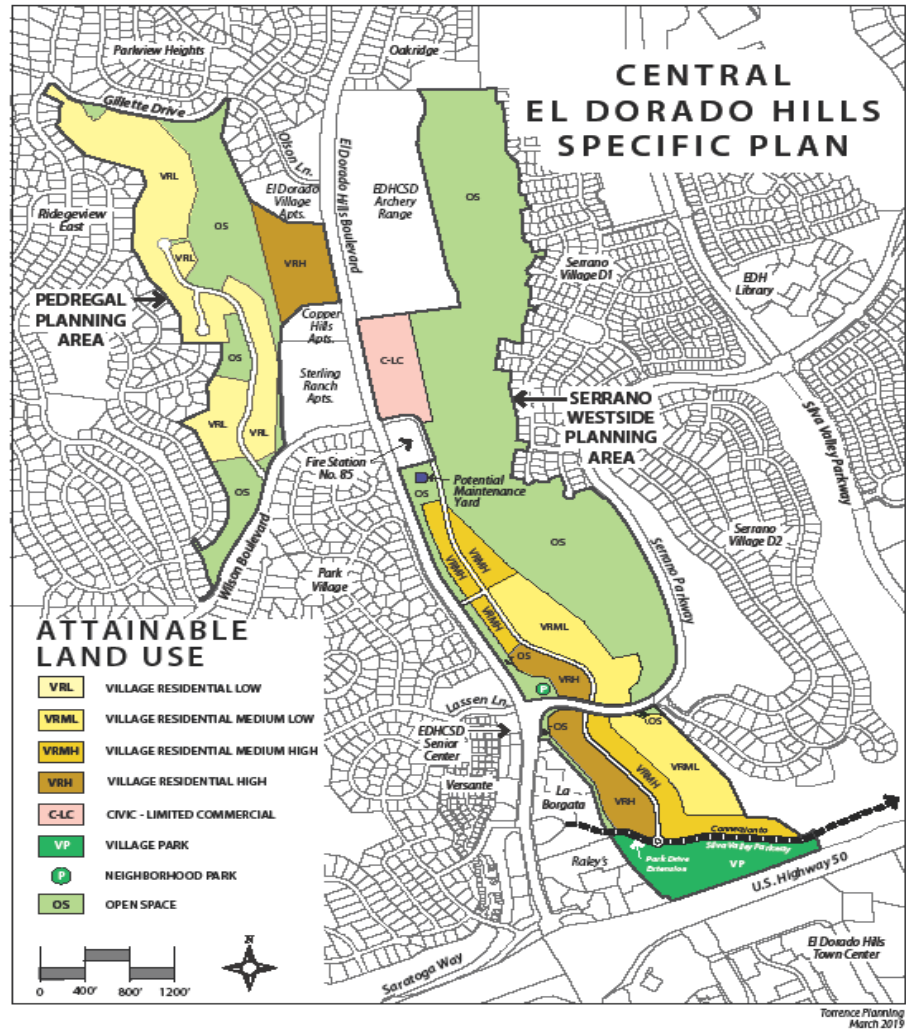 CENTRAL
EL DORADO HILLS
SPECIFIC PLAN
Parkview Heights
Oakridge
Gillette Drive
Olson Ln.
El Dorado Hills Boulevard
El Dorado
Village
Apts.
EDHCSD
Archery
Range
OS
VRL
OS
Ridegeview
East
VRL
VRH
Serrano
Village D1
EDH
Library
PEDREGAL
PLANNING
AREA
Copper
Hills
Apts.
OS
C-LC
Sterling
Ranch
Apts.
SERRANO
WESTSIDE
PLANNING
AREA
Silva Valley Parkway
VRL
VRL
Fire Station
No. 85
Potential
Maintenance
Yard
OS
OS
OS
Serrano Parkway
Serrano
Village D2
Wilson Boulevard
Park
Village
VRMH
VRMH
VRMH
VRML
OS
VRH
P
Lassen Ln.
EDHCSD
Senior
Center
Versante
OS
OS
VRML
VRMH
VRH
La
Borgata
Raley's
Connection to
Silva Valley Parkway
Park Drive
Extension
VP
U.S. Highway 50
El Dorado Hills
Town Center
Saratoga Way
ATTAINABLE
LAND USE
VRL VILLAGE RESIDENTIAL LOW
VRML VILLAGE RESIDENTIAL MEDIUM LOW
VRMH VILLAGE RESIDENTIAL MEDIUM HIGH
VRH VILLAGE RESIDENTIAL HIGH
C-LC CIVIC - LIMITED COMMERCIAL
VP VILLAGE PARK
P NEIGHBORHOOD PARK
OS OPEN SPACE
N
0 400' 800' 1200'
Torrence Planning
March 2019